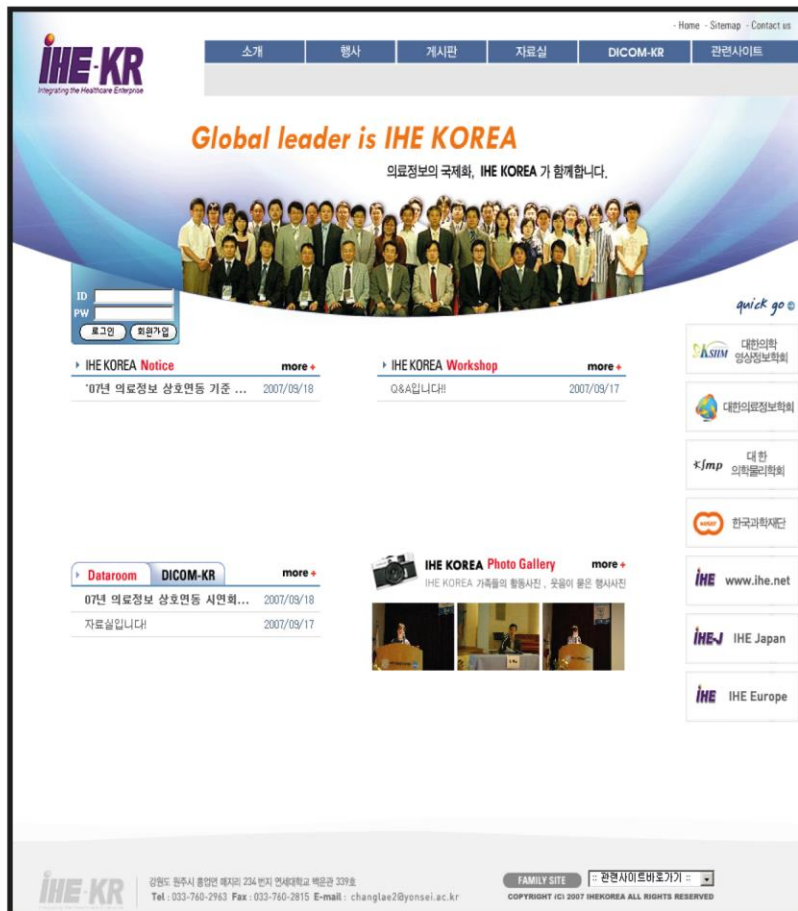 - Home - Sitemap - Contact us
IHE-KR
Integrating the Healthcare Enterprise
소개 행사 게시판 자료실 DICOM-KR 관련사이트
Global leader is IHE KOREA
의료정보의 국제화, IHE KOREA 가 함께합니다.
ID
PW
로그인 회원가입
quick go
IHE KOREA Notice more +
'07년 의료정보 상호연동 기준 ... 2007/09/18
IHE KOREA Workshop more +
Q&A입니다!! 2007/09/17
KSIIM 대한의학
영상정보학회
대한의료정보학회
대한
의학물리학회
한국과학재단
IHE www.ihe.net
IHE-J IHE Japan
IHE IHE Europe
Dataroom DICOM-KR more +
07년 의료정보 상호연동 시연회... 2007/09/18
자료실입니다! 2007/09/17
IHE KOREA Photo Gallery more +
IHE KOREA 가족들의 활동사진 , 웃음이 묻은 행사사진
IHE-KR
강원도 원주시 흥업면 매지리 234 번지 연세대학교 백운관 339호
Tel : 033-760-2963 Fax : 033-760-2815 E-mail : changlae2@yonsei.ac.kr
FAMILY SITE :: 관련사이트바로가기 ::
COPYRIGHT (C) 2007 IHEKOREA ALL RIGHTS RESERVED